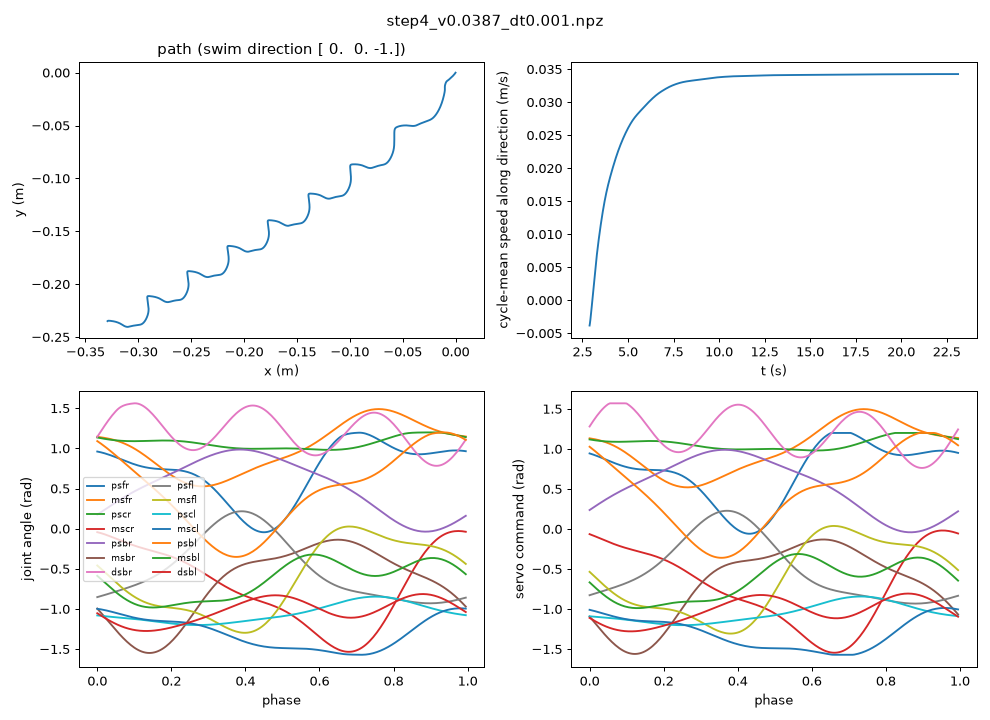 step4_v0.0387_dt0.001.npz
path (swim direction [ 0.  0. -1.])
0.00
−0.05
−0.10
−0.15
−0.20
−0.25
y (m)
−0.35
−0.30
−0.25
−0.20
−0.15
−0.10
−0.05
0.00
x (m)
0.035
0.030
0.025
0.020
0.015
0.010
0.005
0.000
−0.005
cycle-mean speed along direction (m/s)
2.5
5.0
7.5
10.0
12.5
15.0
17.5
20.0
22.5
t (s)
1.5
1.0
0.5
0.0
−0.5
−1.0
−1.5
joint angle (rad)
psfr
msfr
pscr
mscr
psbr
msbr
dsbr
psfl
msfl
pscl
mscl
psbl
msbl
dsbl
0.0
0.2
0.4
0.6
0.8
1.0
phase
1.5
1.0
0.5
0.0
−0.5
−1.0
−1.5
servo command (rad)
0.0
0.2
0.4
0.6
0.8
1.0
phase